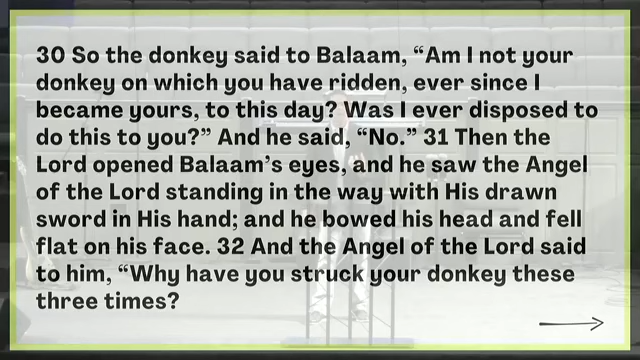 30 So the donkey said to Balaam, “Am I not your
donkey on which you have ridden, ever since I
became yours, to this day? Was I ever disposed to
do this to you?” And he said, “No.” 31 Then the
Lord opened Balaam’s eyes, and he saw the Angel
of the Lord standing in the way with His drawn
sword in His hand; and he bowed his head and fell
flat on his face. 32 And the Angel of the Lord said
to him, “Why have you struck your donkey these
three times?